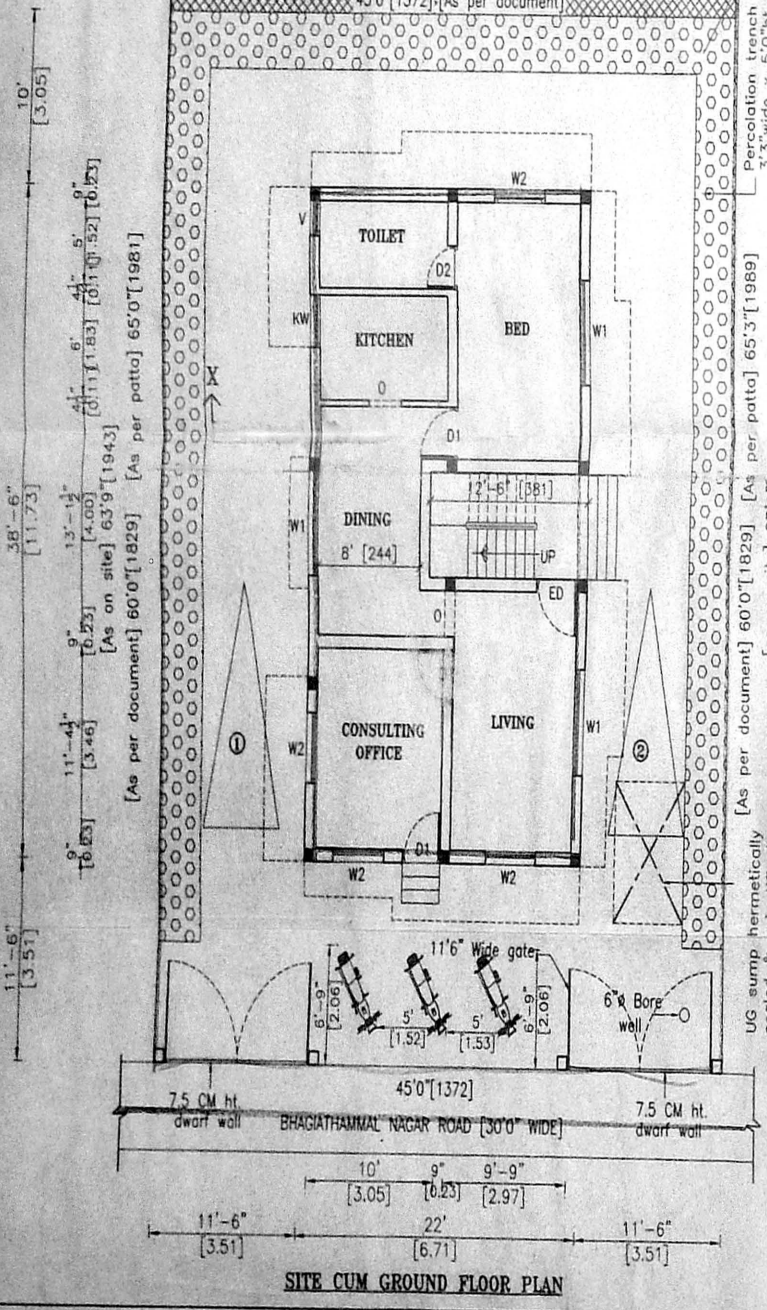 45'0"[1372] [As per document]
10'
[3.05]
38'-6"
[11.73]
11'-6"
[3.51]
9"
[0.23]
5'
[1.52]
4½"
[0.11]
6'
[1.83]
4½"
[0.11]
13'-1½"
[4.00]
9"
[0.23]
11'-4½"
[3.46]
9"
[0.23]
[As on site] 63'9"[1943]
[As per document] 60'0"[1829] [As per patta] 65'0"[1981]
Percolation trench
3'3"wide x 5'0"ht
[As per document] 60'0"[1829] [As per patta] 65'3"[1989]
UG sump hermetically
W2
V
TOILET
D2
KW
KITCHEN
BED
W1
X
O
D1
12'-6" [381]
W1
DINING
8' [244]
UP
ED
O
①
CONSULTING
OFFICE
LIVING
W1
②
W2
D1
W2
W2
11'6" Wide gate
6'-9"
[2.06]
5'
[1.52]
5'
[1.53]
6'-9"
[2.06]
6"ø Bore
well
45'0"[1372]
7.5 CM ht.
dwarf wall
BHAGIATHAMMAL NAGAR ROAD [30'0" WIDE]
7.5 CM ht.
dwarf wall
10'
[3.05]
9"
[0.23]
9'-9"
[2.97]
11'-6"
[3.51]
22'
[6.71]
11'-6"
[3.51]
SITE CUM GROUND FLOOR PLAN